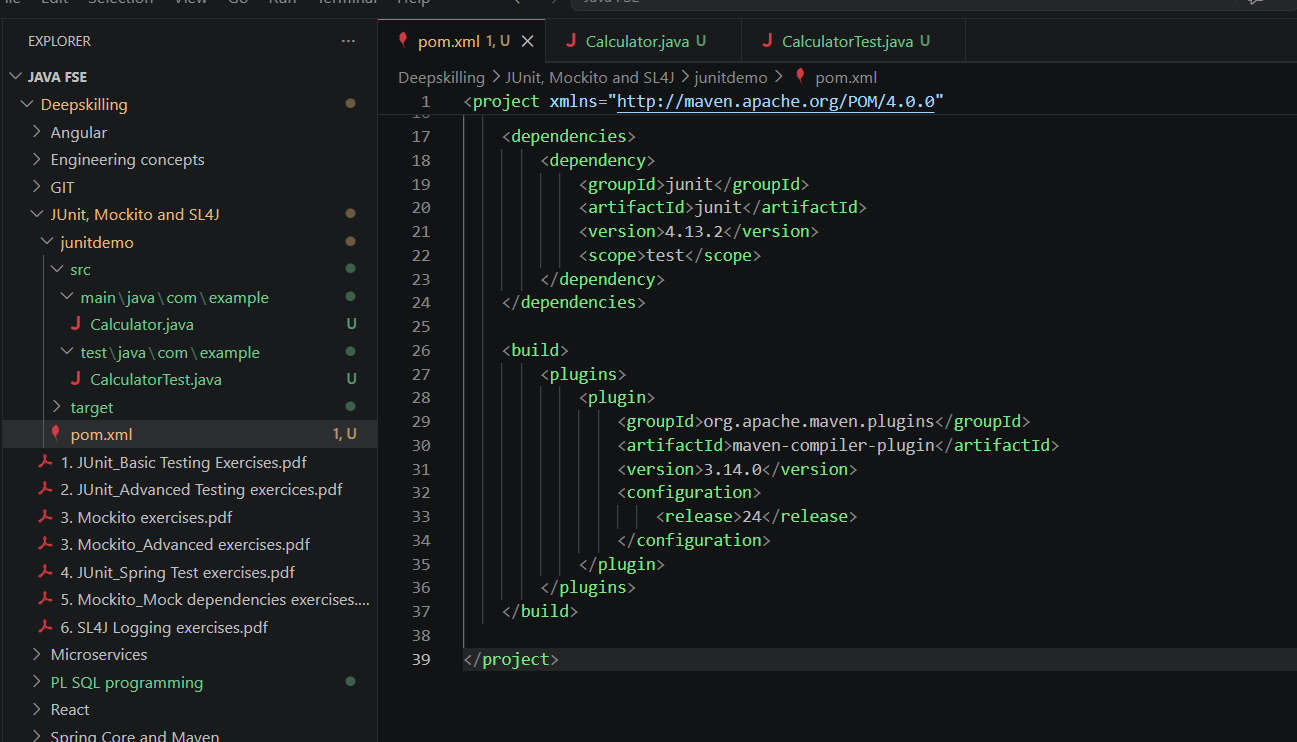 EXPLORER
JAVA FSE
Deepskilling
Angular
Engineering concepts
GIT
JUnit, Mockito and SL4J
junitdemo
src
main\java\com\example
Calculator.java U
test\java\com\example
CalculatorTest.java U
target
pom.xml 1, U
1. JUnit_Basic Testing Exercises.pdf
2. JUnit_Advanced Testing exercices.pdf
3. Mockito exercises.pdf
3. Mockito_Advanced exercises.pdf
4. JUnit_Spring Test exercises.pdf
5. Mockito_Mock dependencies exercises....
6. SL4J Logging exercises.pdf
Microservices
PL SQL programming
React
Spring Core and Maven
pom.xml 1, U Calculator.java U CalculatorTest.java U
Deepskilling > JUnit, Mockito and SL4J > junitdemo > pom.xml
1 <project xmlns="http://maven.apache.org/POM/4.0.0"
17 <dependencies>
18 <dependency>
19 <groupId>junit</groupId>
20 <artifactId>junit</artifactId>
21 <version>4.13.2</version>
22 <scope>test</scope>
23 </dependency>
24 </dependencies>
25
26 <build>
27 <plugins>
28 <plugin>
29 <groupId>org.apache.maven.plugins</groupId>
30 <artifactId>maven-compiler-plugin</artifactId>
31 <version>3.14.0</version>
32 <configuration>
33 <release>24</release>
34 </configuration>
35 </plugin>
36 </plugins>
37 </build>
38
39 </project>